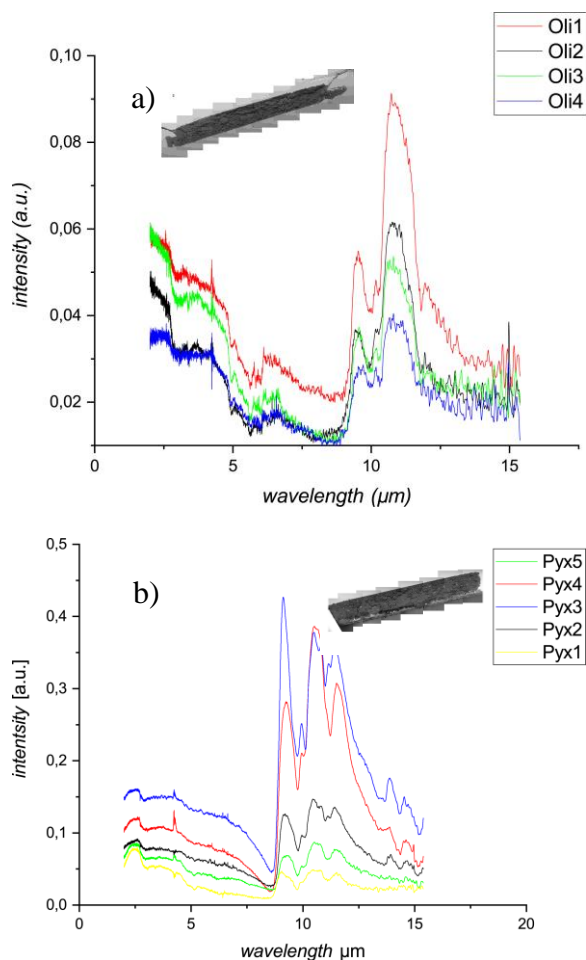 0,10
0,08
0,06
0,04
0,02
intensity (a.u.)
a)
Oli1
Oli2
Oli3
Oli4
0
5
10
15
wavelength (µm)
0,5
0,4
0,3
0,2
0,1
0,0
intentsity [a.u.]
b)
Pyx5
Pyx4
Pyx3
Pyx2
Pyx1
0
5
10
15
20
wavelength µm